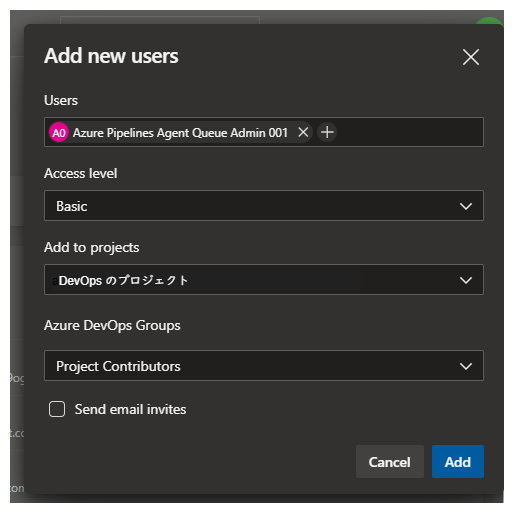 Add new users
Users
A0 Azure Pipelines Agent Queue Admin 001
Access level
Basic
Add to projects
DevOps のプロジェクト
Azure DevOps Groups
Project Contributors
Send email invites
Cancel Add